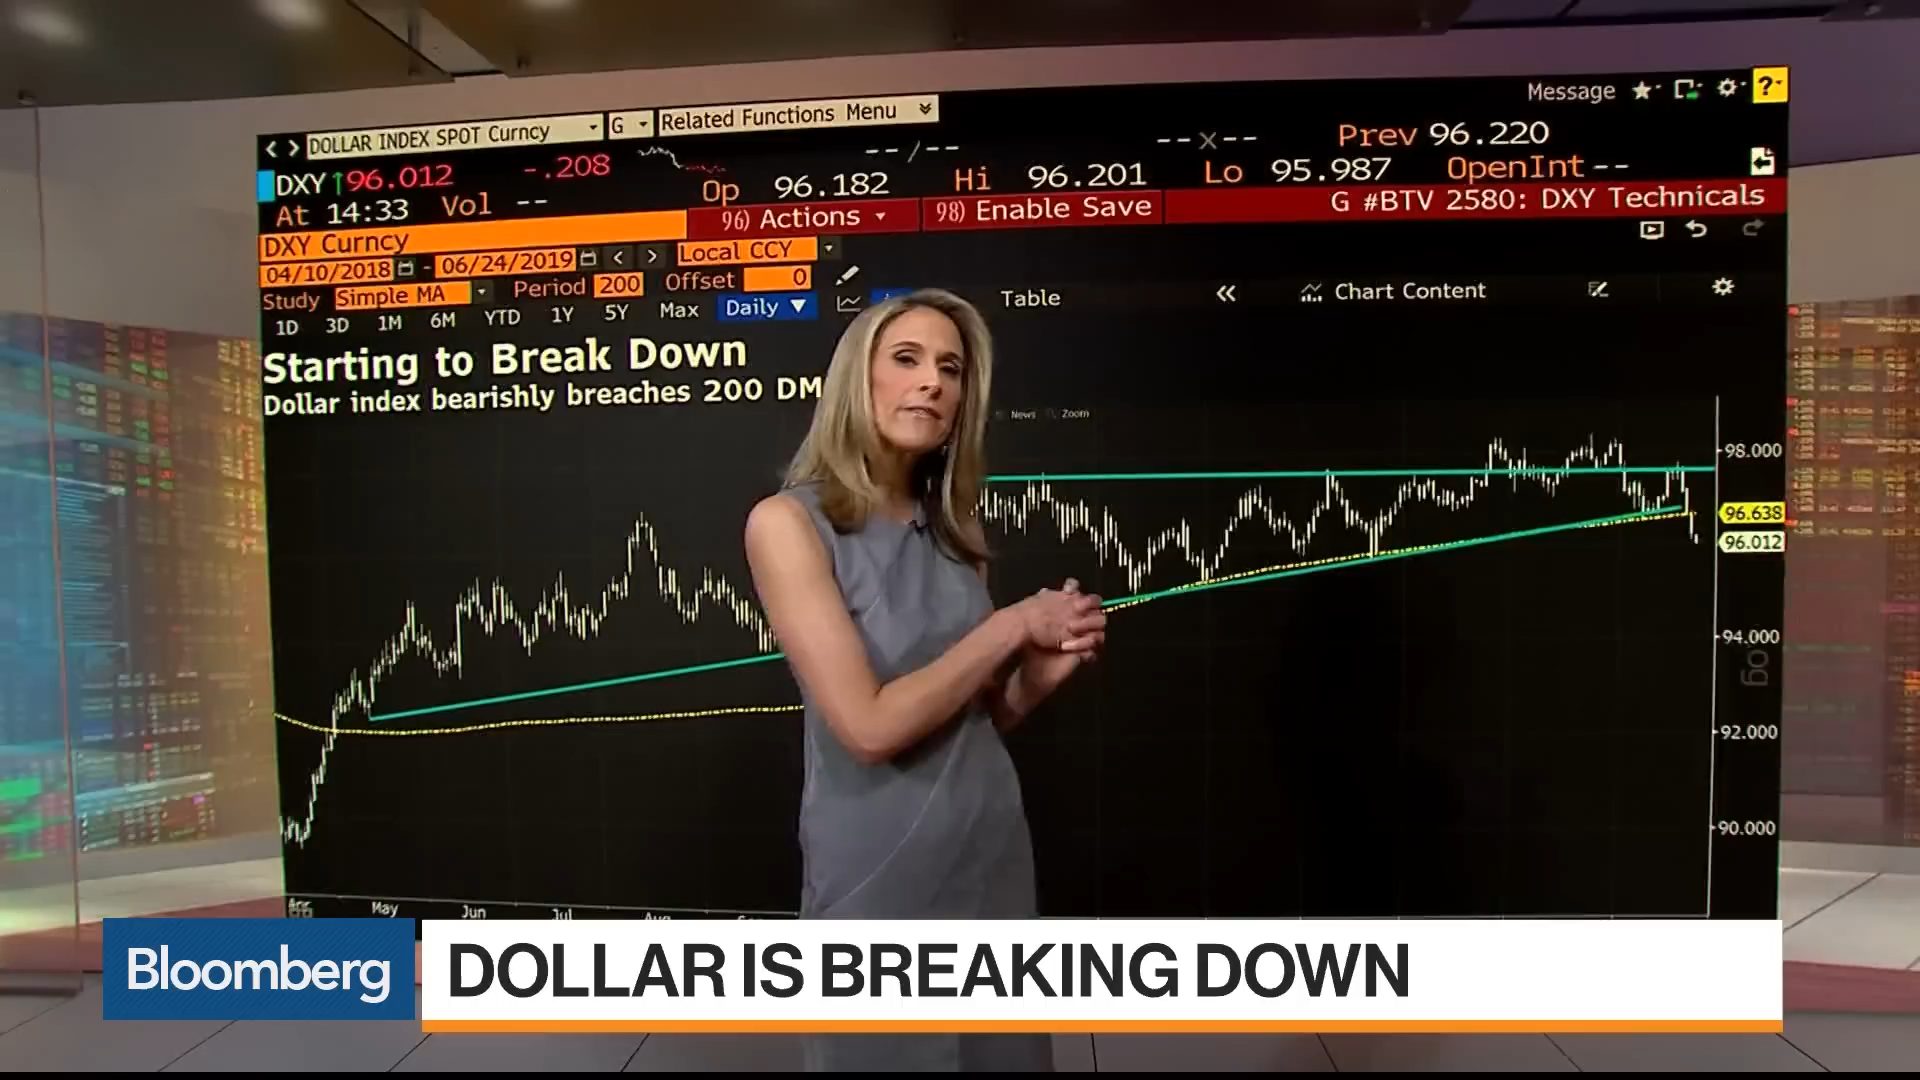 Message
DOLLAR INDEX SPOT Curncy G Related Functions Menu
DXY ↑96.012 -.208 --/-- --x-- Prev 96.220
At 14:33 Vol -- Op 96.182 Hi 96.201 Lo 95.987 OpenInt --
DXY Curncy 96) Actions 98) Enable Save G #BTV 2580: DXY Technicals
04/10/2018 - 06/24/2019 Local CCY
Study Simple MA Period 200 Offset 0
1D 3D 1M 6M YTD 1Y 5Y Max Daily ▼ Table « Chart Content
Starting to Break Down
Dollar index bearishly breaches 200 DM
News Zoom
98.000
96.638
96.012
94.000
92.000
90.000
Apr May Jun Jul Aug
Bloomberg
DOLLAR IS BREAKING DOWN